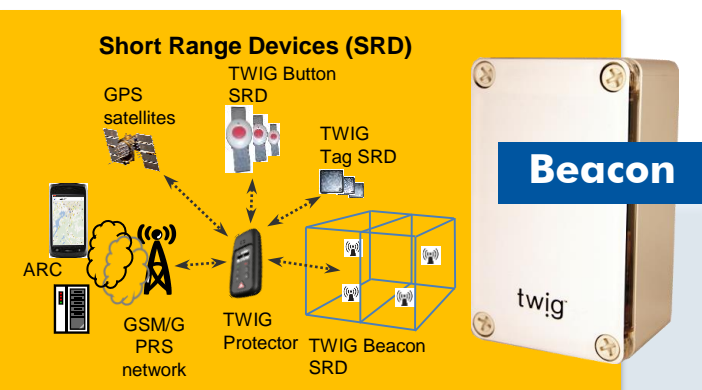 Short Range Devices (SRD)
TWIG Button
SRD
GPS
satellites
TWIG
Tag SRD
Beacon
ARC
twig
GSM/G
PRS
network
TWIG
Protector
TWIG Beacon
SRD